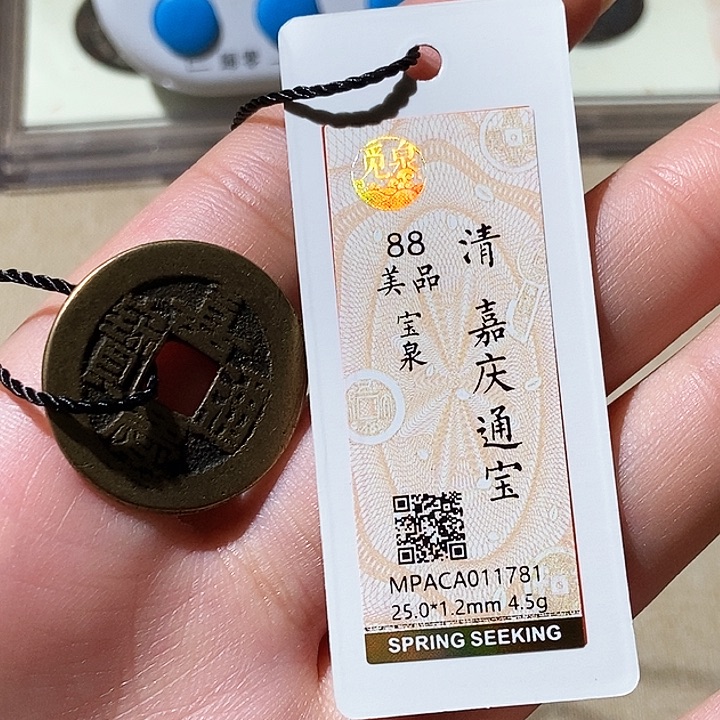 觅泉
清 嘉庆通宝
88
美品
宝泉
MPACA011781
25.0*1.2mm 4.5g
SPRING SEEKING